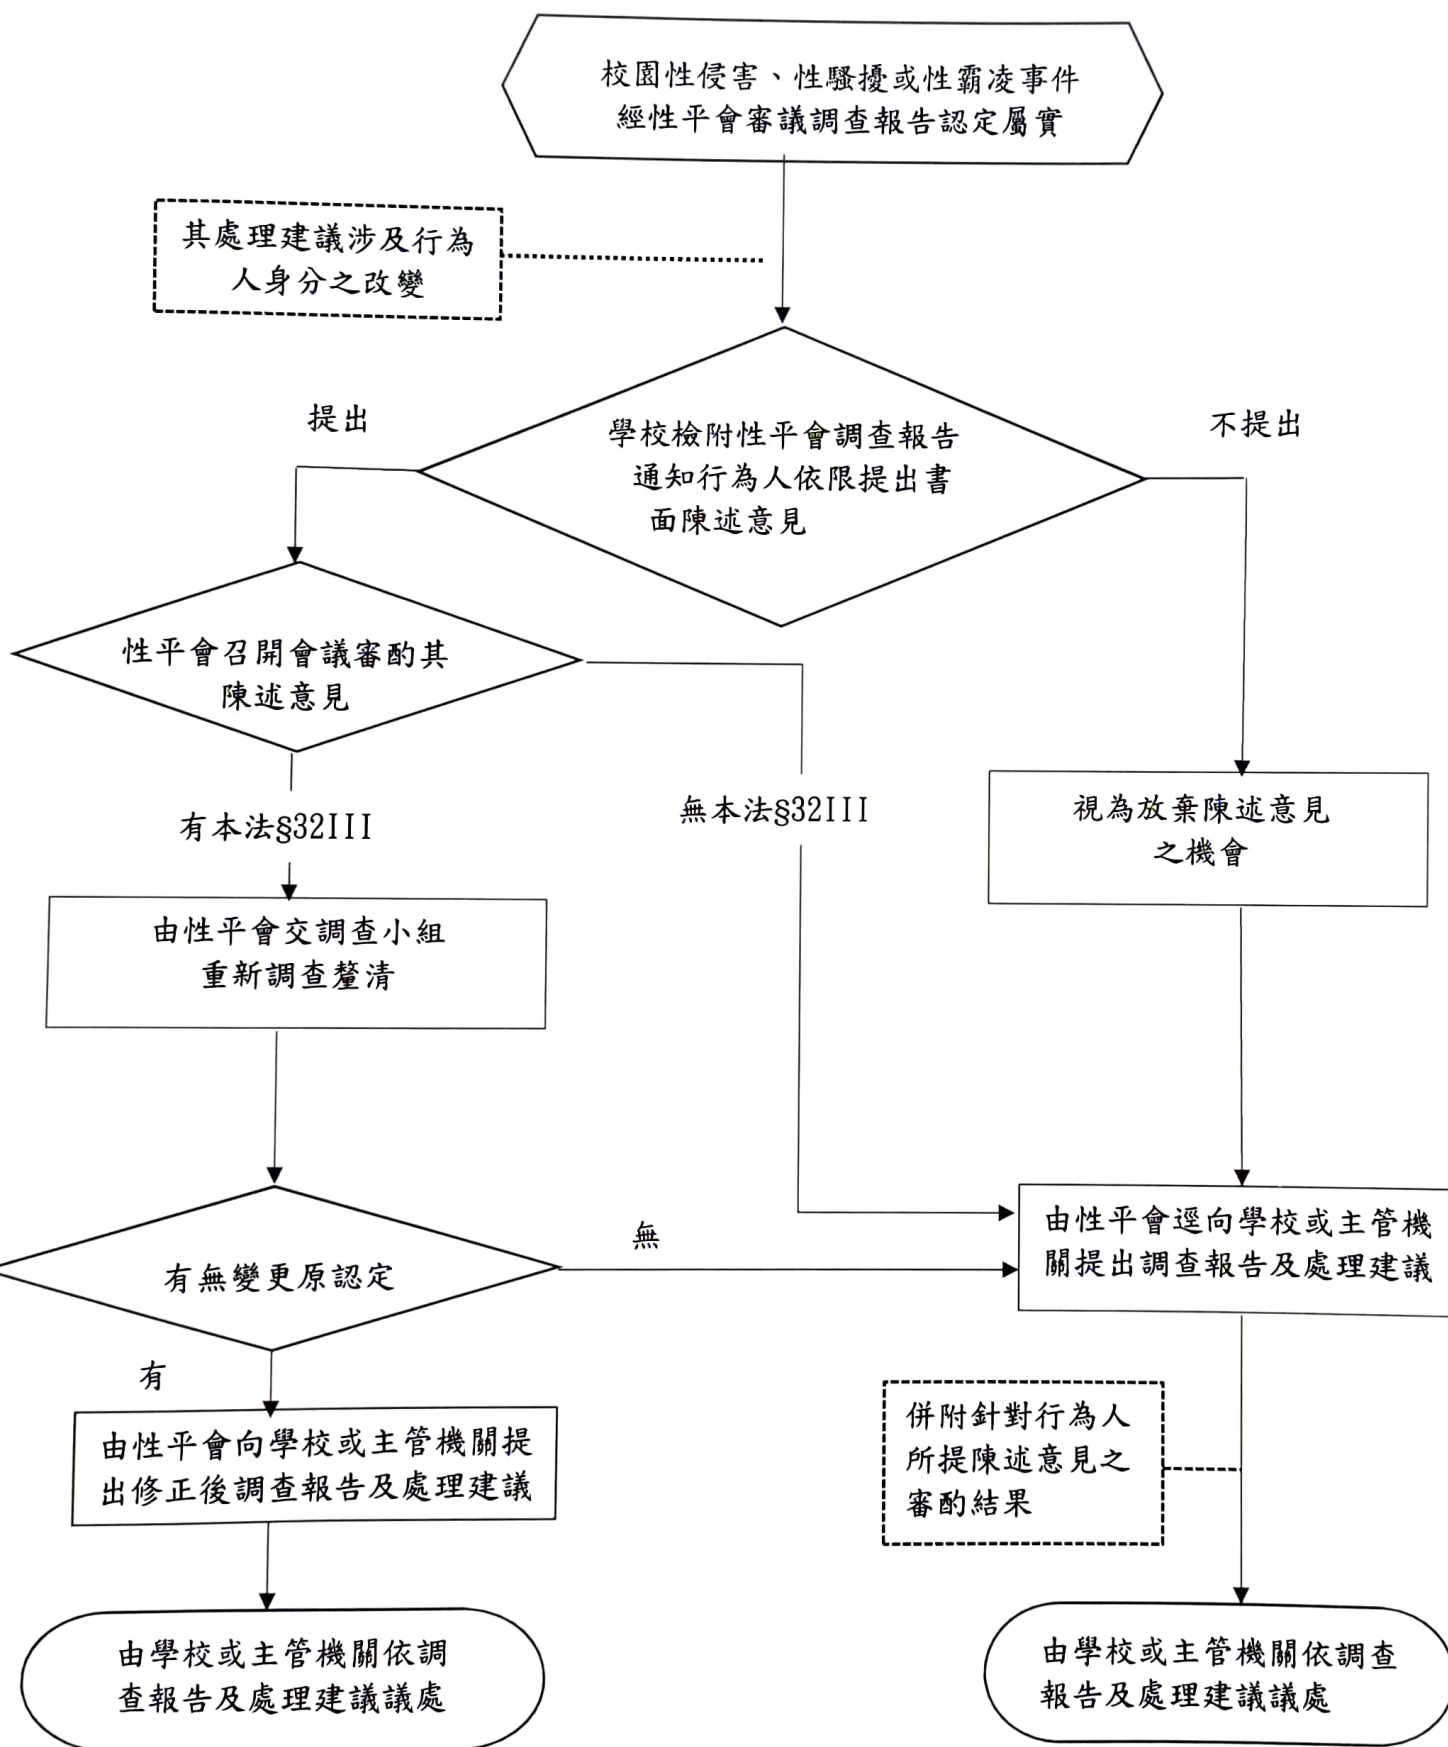 校園性侵害、性騷擾或性霸凌事件
經性平會審議調查報告認定屬實
其處理建議涉及行為
人身分之改變
提出
學校檢附性平會調查報告
通知行為人依限提出書
面陳述意見
不提出
性平會召開會議審酌其
陳述意見
有本法§32III
無本法§32III
視為放棄陳述意見
之機會
由性平會交調查小組
重新調查釐清
有無變更原認定
無
由性平會逕向學校或主管機
關提出調查報告及處理建議
有
由性平會向學校或主管機關提
出修正後調查報告及處理建議
併附針對行為人
所提陳述意見之
審酌結果
由學校或主管機關依調
查報告及處理建議議處
由學校或主管機關依調查
報告及處理建議議處